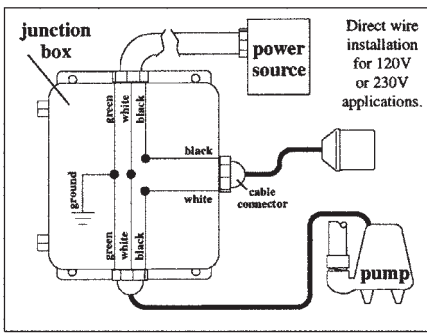 junction
box
power
source
Direct wire
installation
for 120V
or 230V
applications.
green
white
black
black
ground
white
cable
connector
green
white
black
pump